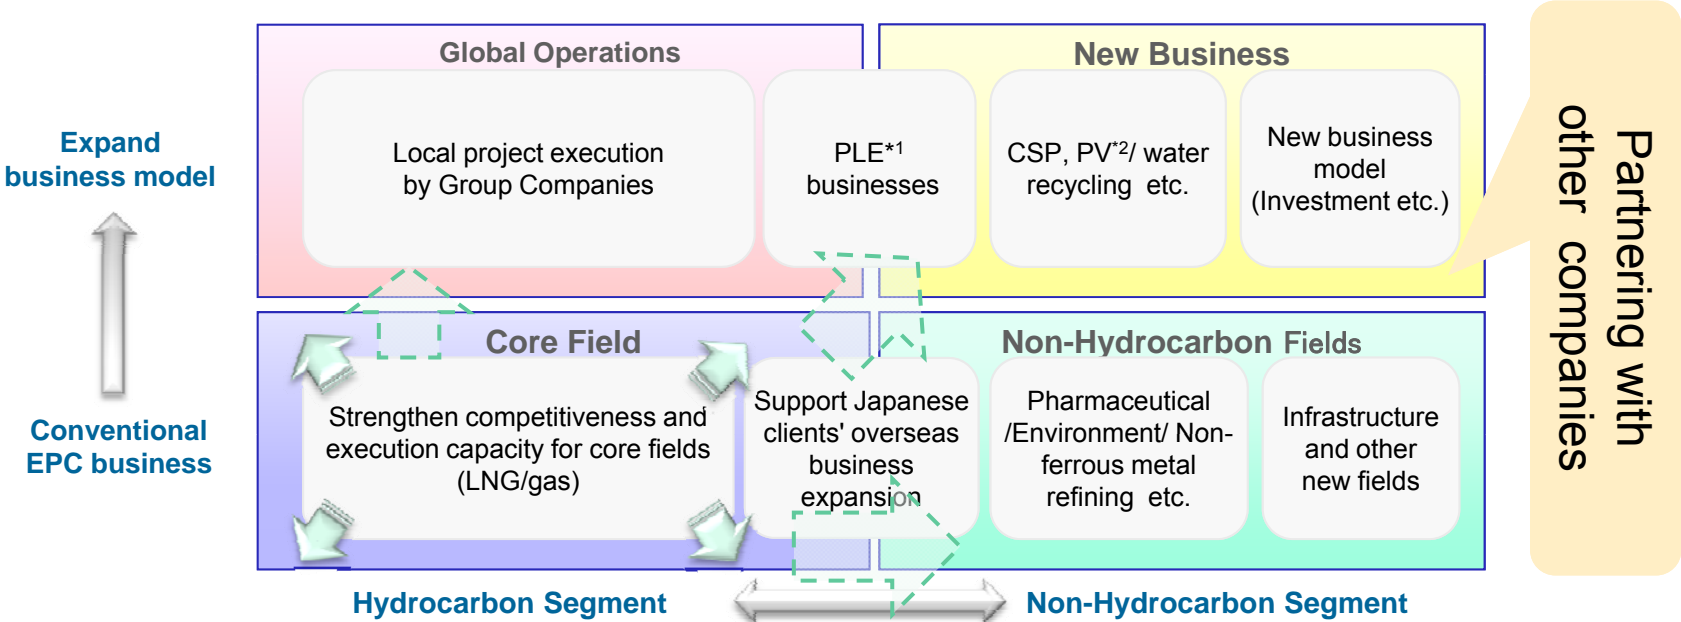 Global Operations
New Business
Expand
business model
Local project execution
by Group Companies
PLE*1
businesses
CSP, PV*2/ water
recycling etc.
New business
model
(Investment etc.)
Partnering with
other companies
Core Field
Non-Hydrocarbon Fields
Conventional
EPC business
Strengthen competitiveness and
execution capacity for core fields
(LNG/gas)
Support Japanese
clients' overseas
business
expansion
Pharmaceutical
/Environment/ Non-
ferrous metal
refining etc.
Infrastructure
and other
new fields
Hydrocarbon Segment
Non-Hydrocarbon Segment